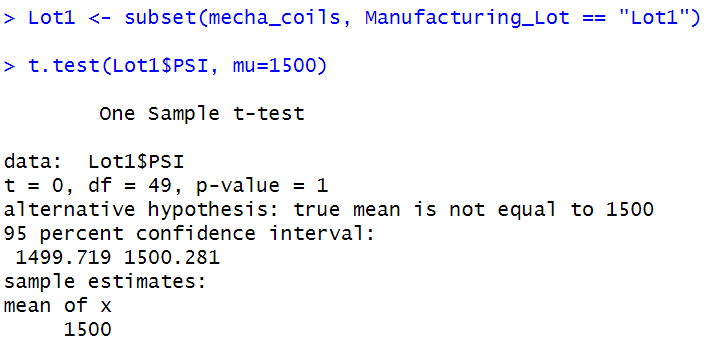 > Lot1 <- subset(mecha_coils, Manufacturing_Lot == "Lot1")
> t.test(Lot1$PSI, mu=1500)
One Sample t-test
data:  Lot1$PSI
t = 0, df = 49, p-value = 1
alternative hypothesis: true mean is not equal to 1500
95 percent confidence interval:
1499.719 1500.281
sample estimates:
mean of x
1500